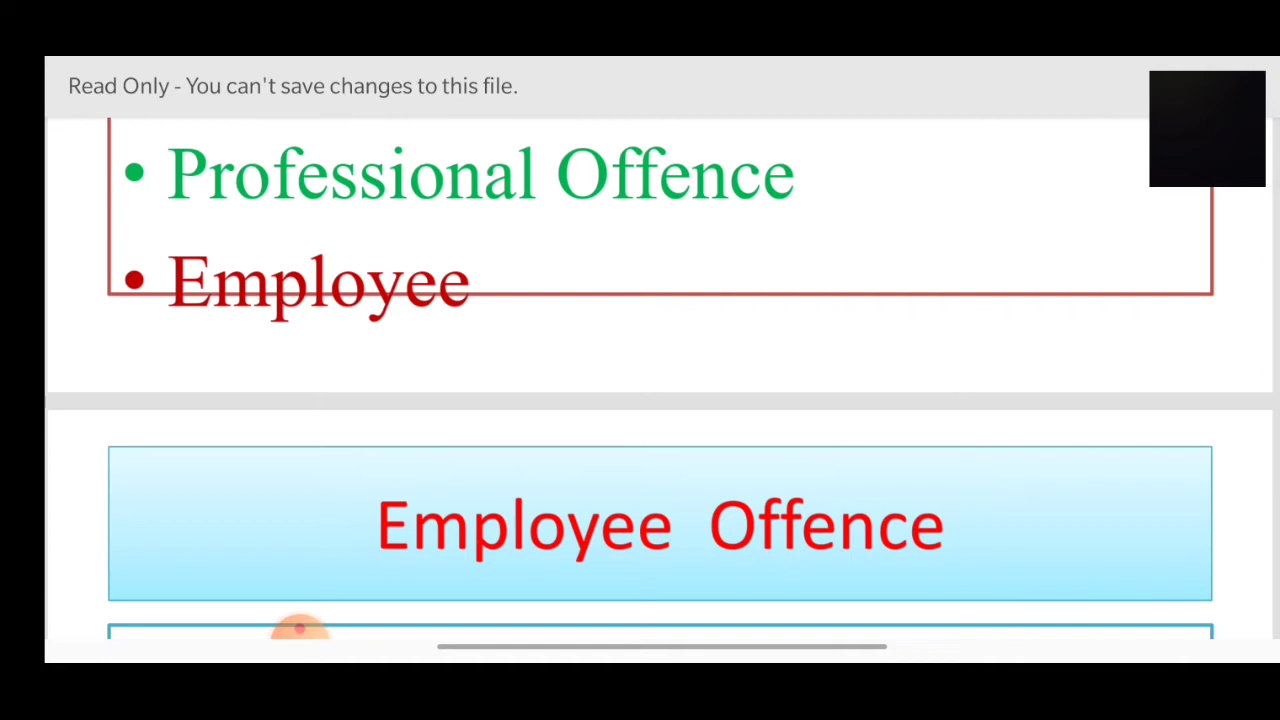 Read Only - You can't save changes to this file.
• Professional Offence
• Employee
Employee Offence